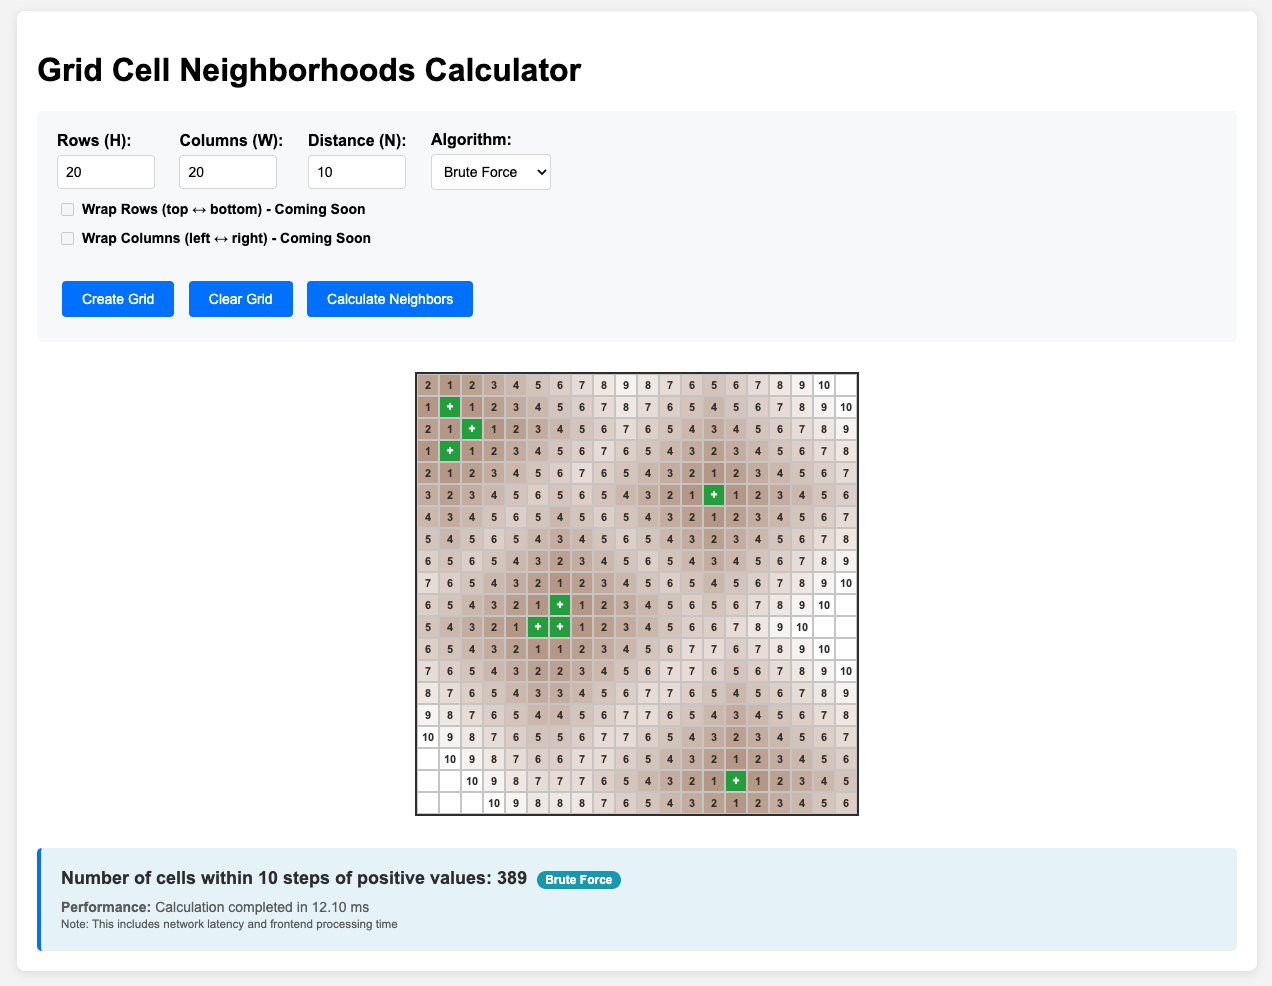 Grid Cell Neighborhoods Calculator
Rows (H): Columns (W): Distance (N): Algorithm:
20 20 10 Brute Force
Wrap Rows (top ↔ bottom) - Coming Soon
Wrap Columns (left ↔ right) - Coming Soon
Create Grid Clear Grid Calculate Neighbors
2 1 2 3 4 5 6 7 8 9 8 7 6 5 6 7 8 9 10
1 + 1 2 3 4 5 6 7 8 7 6 5 4 5 6 7 8 9 10
2 1 + 1 2 3 4 5 6 7 6 5 4 3 4 5 6 7 8 9
1 + 1 2 3 4 5 6 7 6 5 4 3 2 3 4 5 6 7 8
2 1 2 3 4 5 6 7 6 5 4 3 2 1 2 3 4 5 6 7
3 2 3 4 5 6 5 6 5 4 3 2 1 + 1 2 3 4 5 6
4 3 4 5 6 5 4 5 6 5 4 3 2 1 2 3 4 5 6 7
5 4 5 6 5 4 3 4 5 6 5 4 3 2 3 4 5 6 7 8
6 5 6 5 4 3 2 3 4 5 6 5 4 3 4 5 6 7 8 9
7 6 5 4 3 2 1 2 3 4 5 6 5 4 5 6 7 8 9 10
6 5 4 3 2 1 + 1 2 3 4 5 6 5 6 7 8 9 10
5 4 3 2 1 + + 1 2 3 4 5 6 6 7 8 9 10
6 5 4 3 2 1 1 2 3 4 5 6 7 7 6 7 8 9 10
7 6 5 4 3 2 2 3 4 5 6 7 7 6 5 6 7 8 9 10
8 7 6 5 4 3 3 4 5 6 7 7 6 5 4 5 6 7 8 9
9 8 7 6 5 4 4 5 6 7 7 6 5 4 3 4 5 6 7 8
10 9 8 7 6 5 5 6 7 7 6 5 4 3 2 3 4 5 6 7
10 9 8 7 6 6 7 7 6 5 4 3 2 1 2 3 4 5 6
10 9 8 7 7 7 6 5 4 3 2 1 + 1 2 3 4 5
10 9 8 8 8 7 6 5 4 3 2 1 2 3 4 5 6
Number of cells within 10 steps of positive values: 389 Brute Force
Performance: Calculation completed in 12.10 ms
Note: This includes network latency and frontend processing time